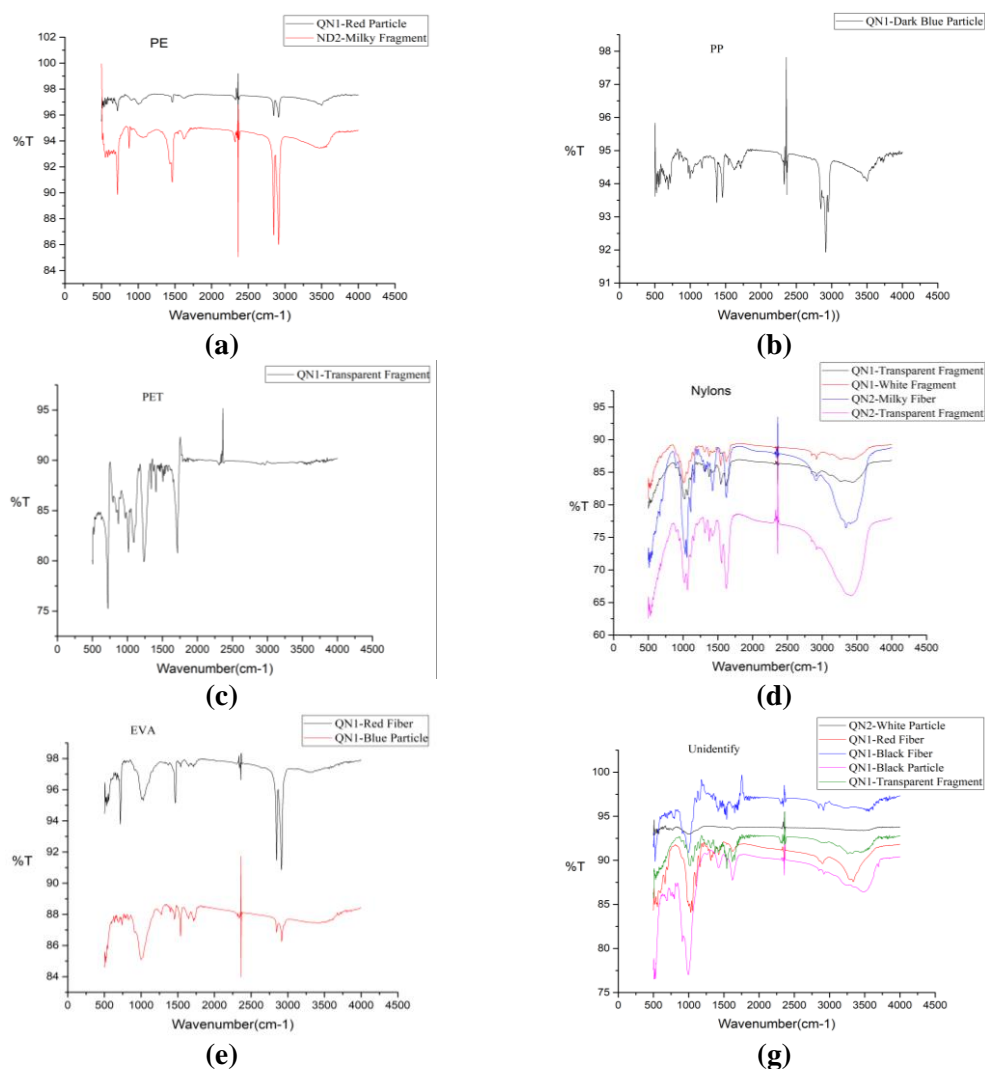 PE
QN1-Red Particle
ND2-Milky Fragment
102
100
98
96
94
92
90
88
86
84
%T
0 500 1000 1500 2000 2500 3000 3500 4000 4500
Wavenumber(cm-1)
(a)
PP
QN1-Dark Blue Particle
98
97
96
95
94
93
92
91
%T
0 500 1000 1500 2000 2500 3000 3500 4000 4500
Wavenumber(cm-1))
(b)
PET
QN1-Transparent Fragment
95
90
85
80
75
%T
0 500 1000 1500 2000 2500 3000 3500 4000 4500
Wavenumber(cm-1)
(c)
Nylons
QN1-Transparent Fragment
QN1-White Fragment
QN2-Milky Fiber
QN2-Transparent Fragment
95
90
85
80
75
70
65
60
%T
0 500 1000 1500 2000 2500 3000 3500 4000 4500
Wavenumber(cm-1)
(d)
EVA
QN1-Red Fiber
QN1-Blue Particle
98
96
94
92
90
88
86
84
%T
0 500 1000 1500 2000 2500 3000 3500 4000 4500
Wavenumber(cm-1)
(e)
Unidentify
QN2-White Particle
QN1-Red Fiber
QN1-Black Fiber
QN1-Black Particle
QN1-Transparent Fragment
100
95
90
85
80
75
%T
0 500 1000 1500 2000 2500 3000 3500 4000 4500
Wavenumber(cm-1)
(g)